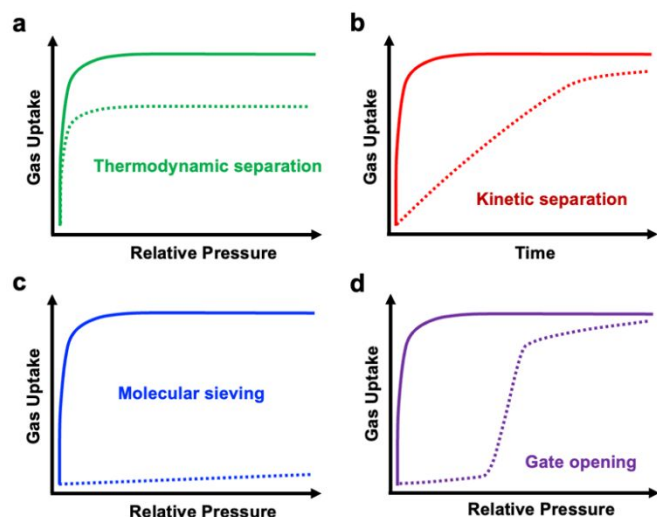 a
Gas Uptake
Thermodynamic separation
Relative Pressure
b
Gas Uptake
Kinetic separation
Time
c
Gas Uptake
Molecular sieving
Relative Pressure
d
Gas Uptake
Gate opening
Relative Pressure